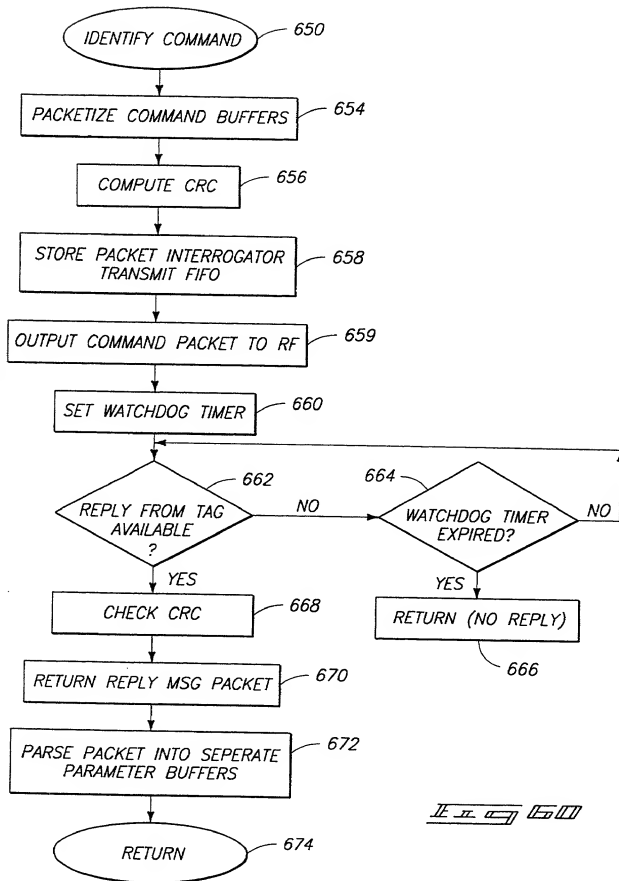 IDENTIFY COMMAND
650
PACKETIZE COMMAND BUFFERS
654
COMPUTE CRC
656
STORE PACKET INTERROGATOR
TRANSMIT FIFO
658
OUTPUT COMMAND PACKET TO RF
659
SET WATCHDOG TIMER
660
662
REPLY FROM TAG
AVAILABLE
?
NO
664
WATCHDOG TIMER
EXPIRED?
NO
YES
YES
CHECK CRC
668
RETURN (NO REPLY)
666
RETURN REPLY MSG PACKET
670
PARSE PACKET INTO SEPERATE
PARAMETER BUFFERS
672
RETURN
674
Fig 60